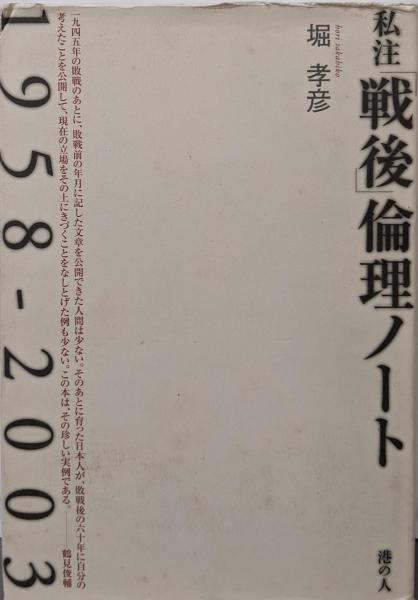 私注「戦後」倫理ノート
堀 孝彦
hori takahiko
港の人
一九四五年の敗戦のあとに、敗戦前の年月に記した文章を公開できた人間は少ない。そのあとに育った日本人が、敗戦後の六十年に自分の
考えたことを公開して、現在の立場をその上にきづくことをなしとげた例も少ない。この本は、その珍しい実例である。――鶴見俊輔
1958-2003